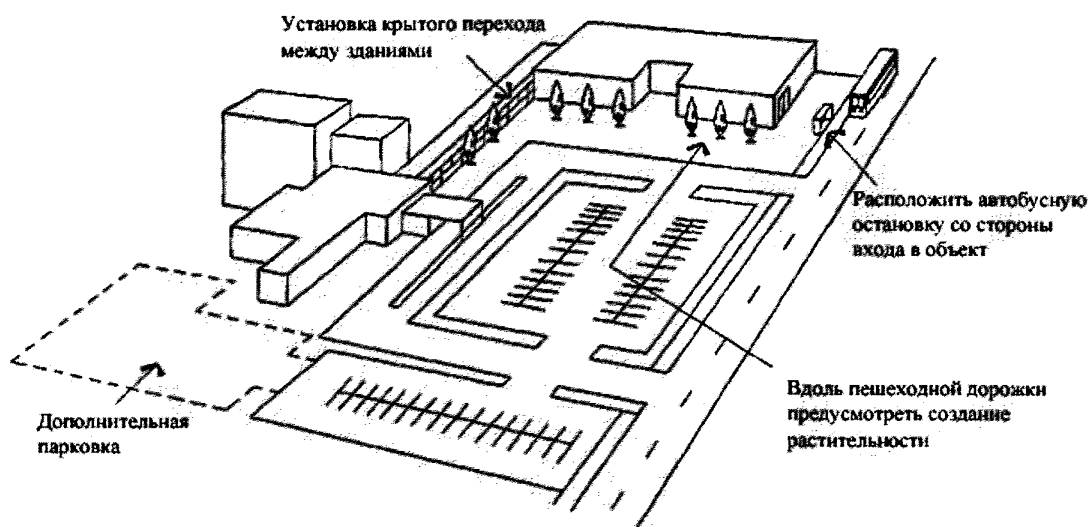 Установка крытого перехода
между зданиями
Расположить автобусную
остановку со стороны
входа в объект
Вдоль пешеходной дорожки
предусмотреть создание
растительности
Дополнительная
парковка